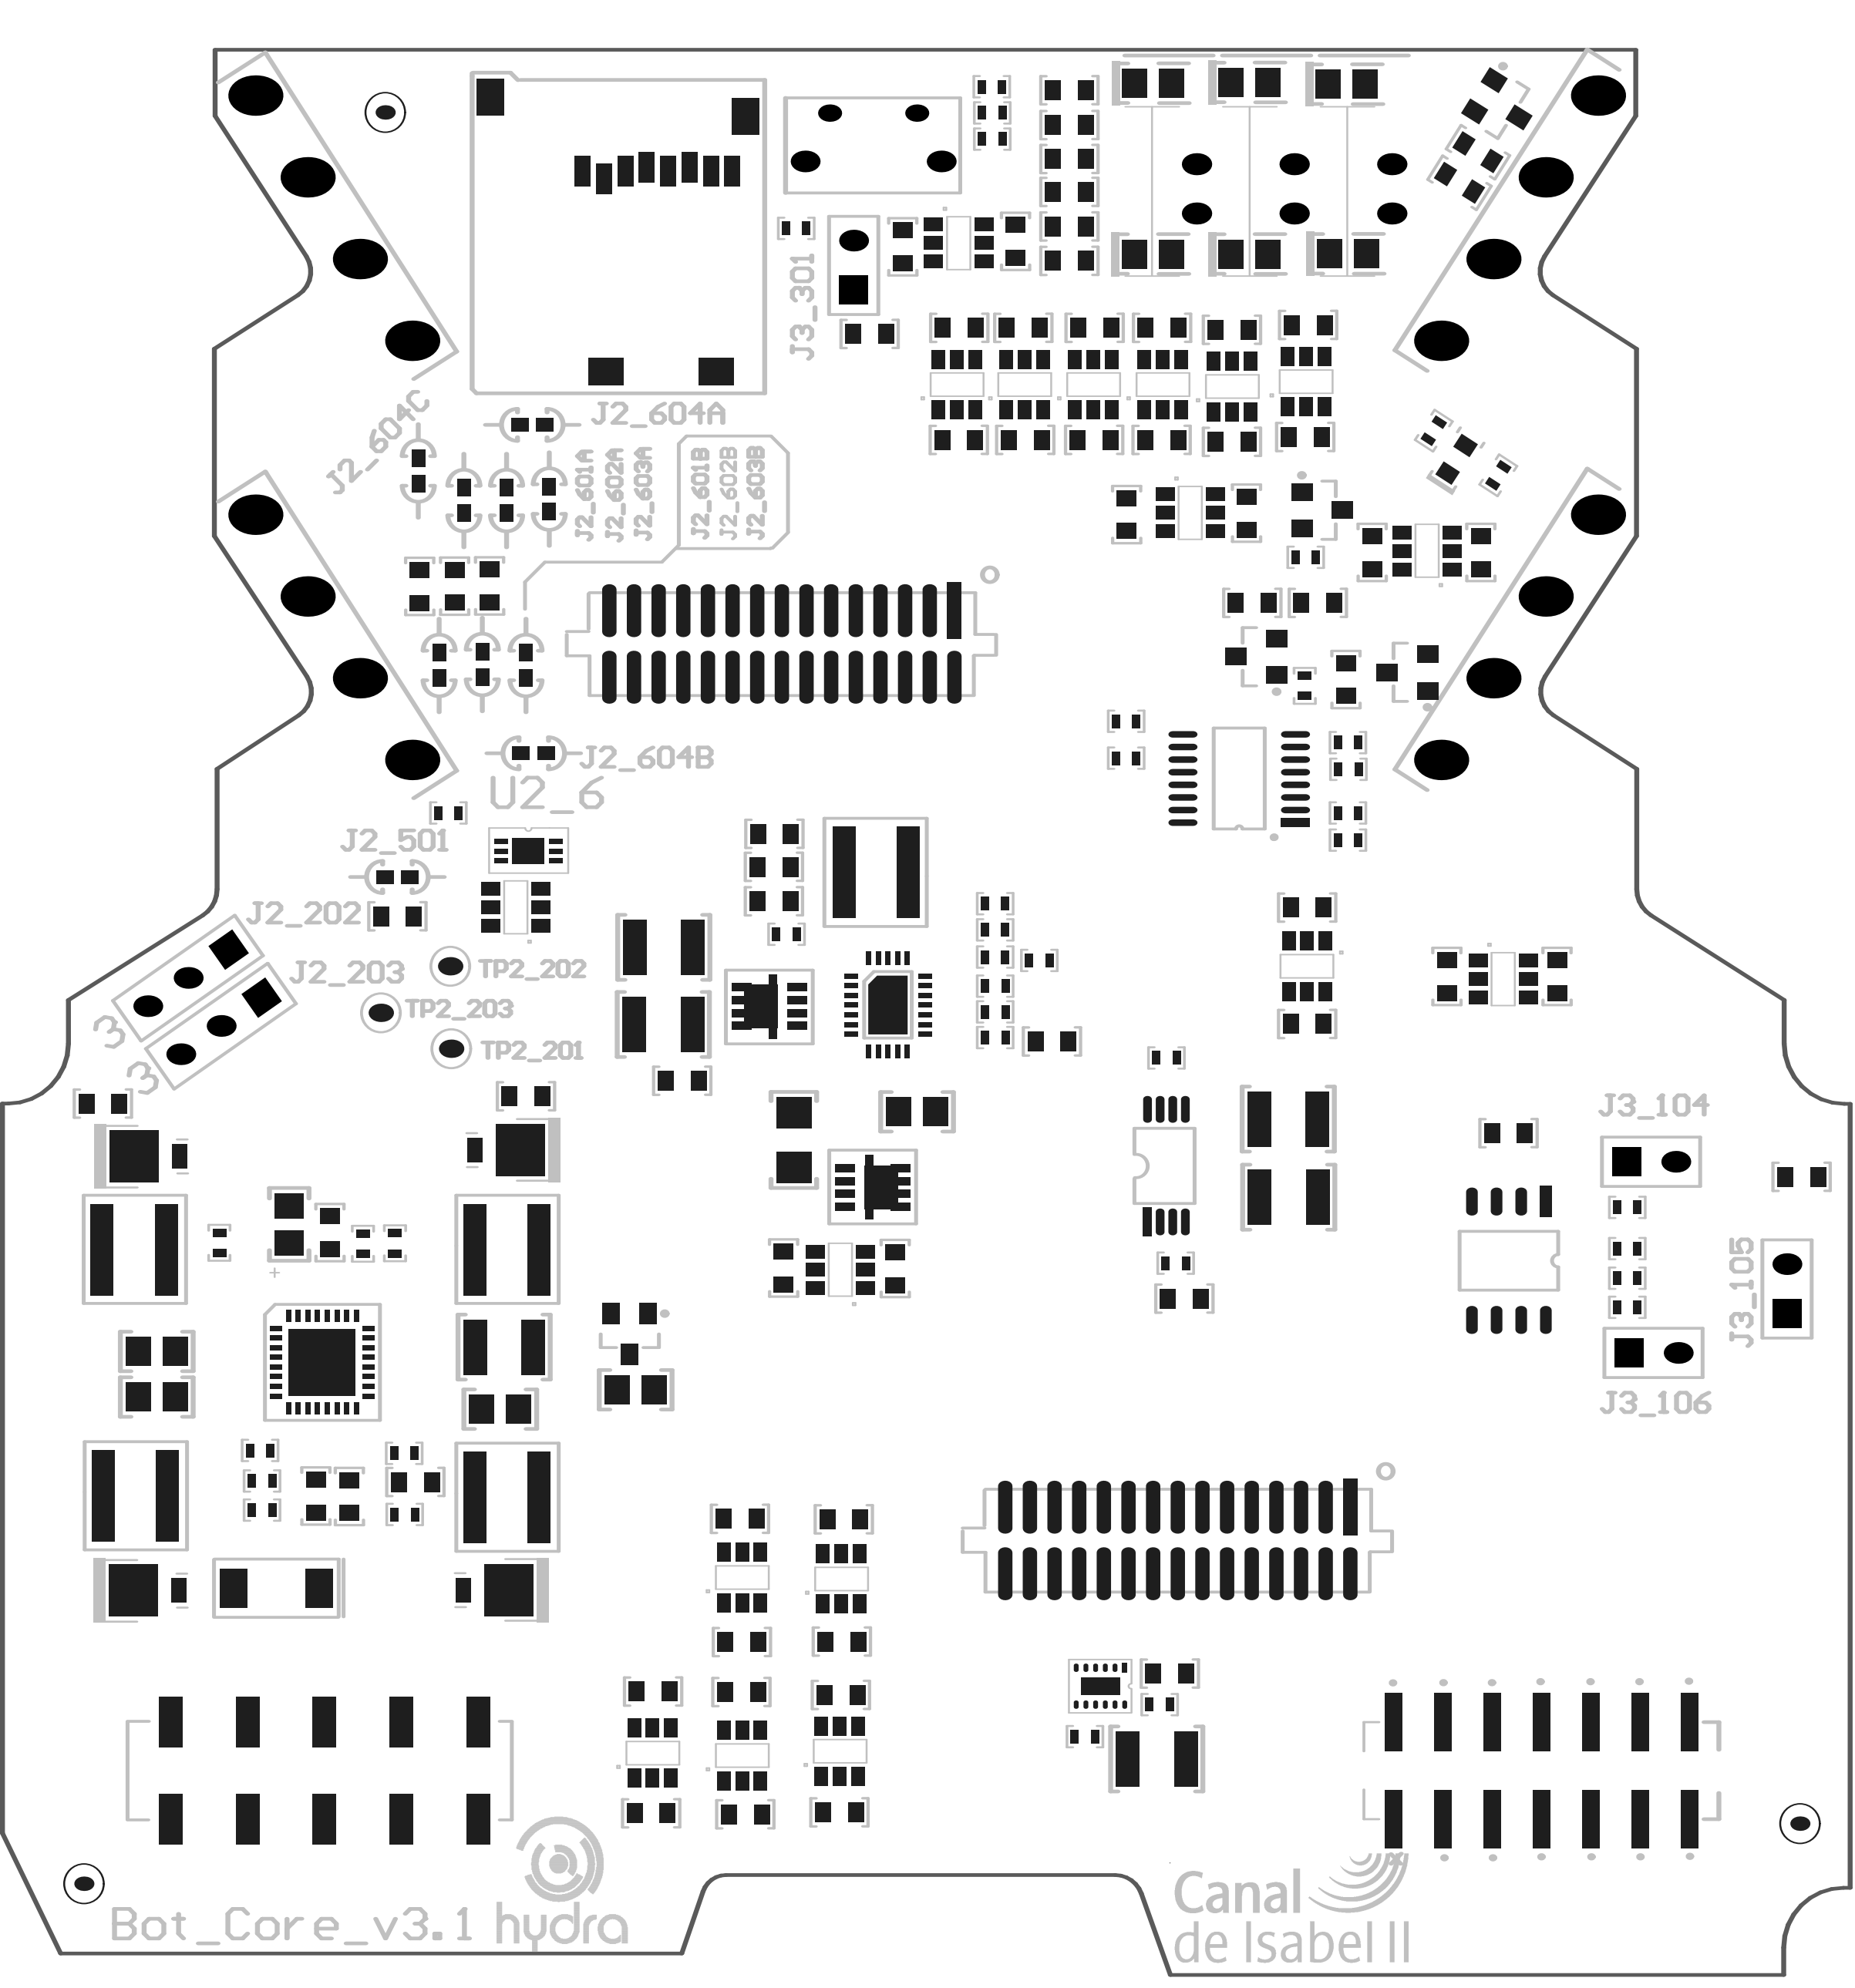 J3_301
J2_604C
J2_604A
J2_601A
J2_602A
J2_603A
J2_601B
J2_602B
J2_603B
J2_604B
U2_6
J2_501
J2_202
J2_203
TP2_202
TP2_203
TP2_201
3
3
J3_104
+
J3_105
J3_106
Bot_Core_v3.1
hydra
Canal
de Isabel II